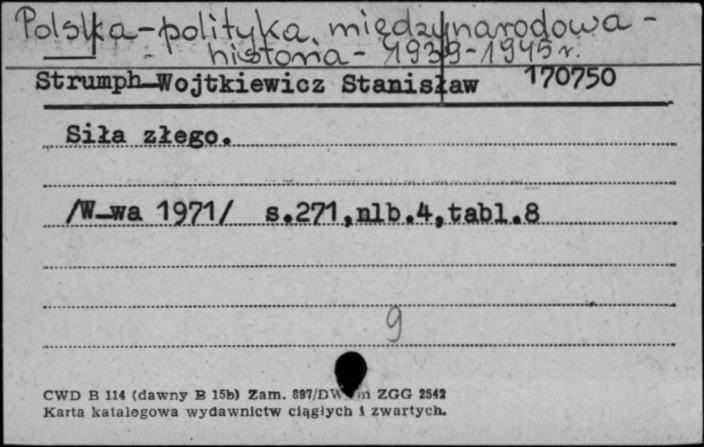 Polska - polityka międzynarodowa -
- historia - 1939-1945 r.
Strumph-Wojtkiewicz Stanisław 170750
Siła złego.
/W-wa 1971/ s.271,nlb.4,tabl.8
9
CWD B 114 (dawny B 15b) Zam. 897/DW ZGG 2542
Karta katalogowa wydawnictw ciągłych i zwartych.